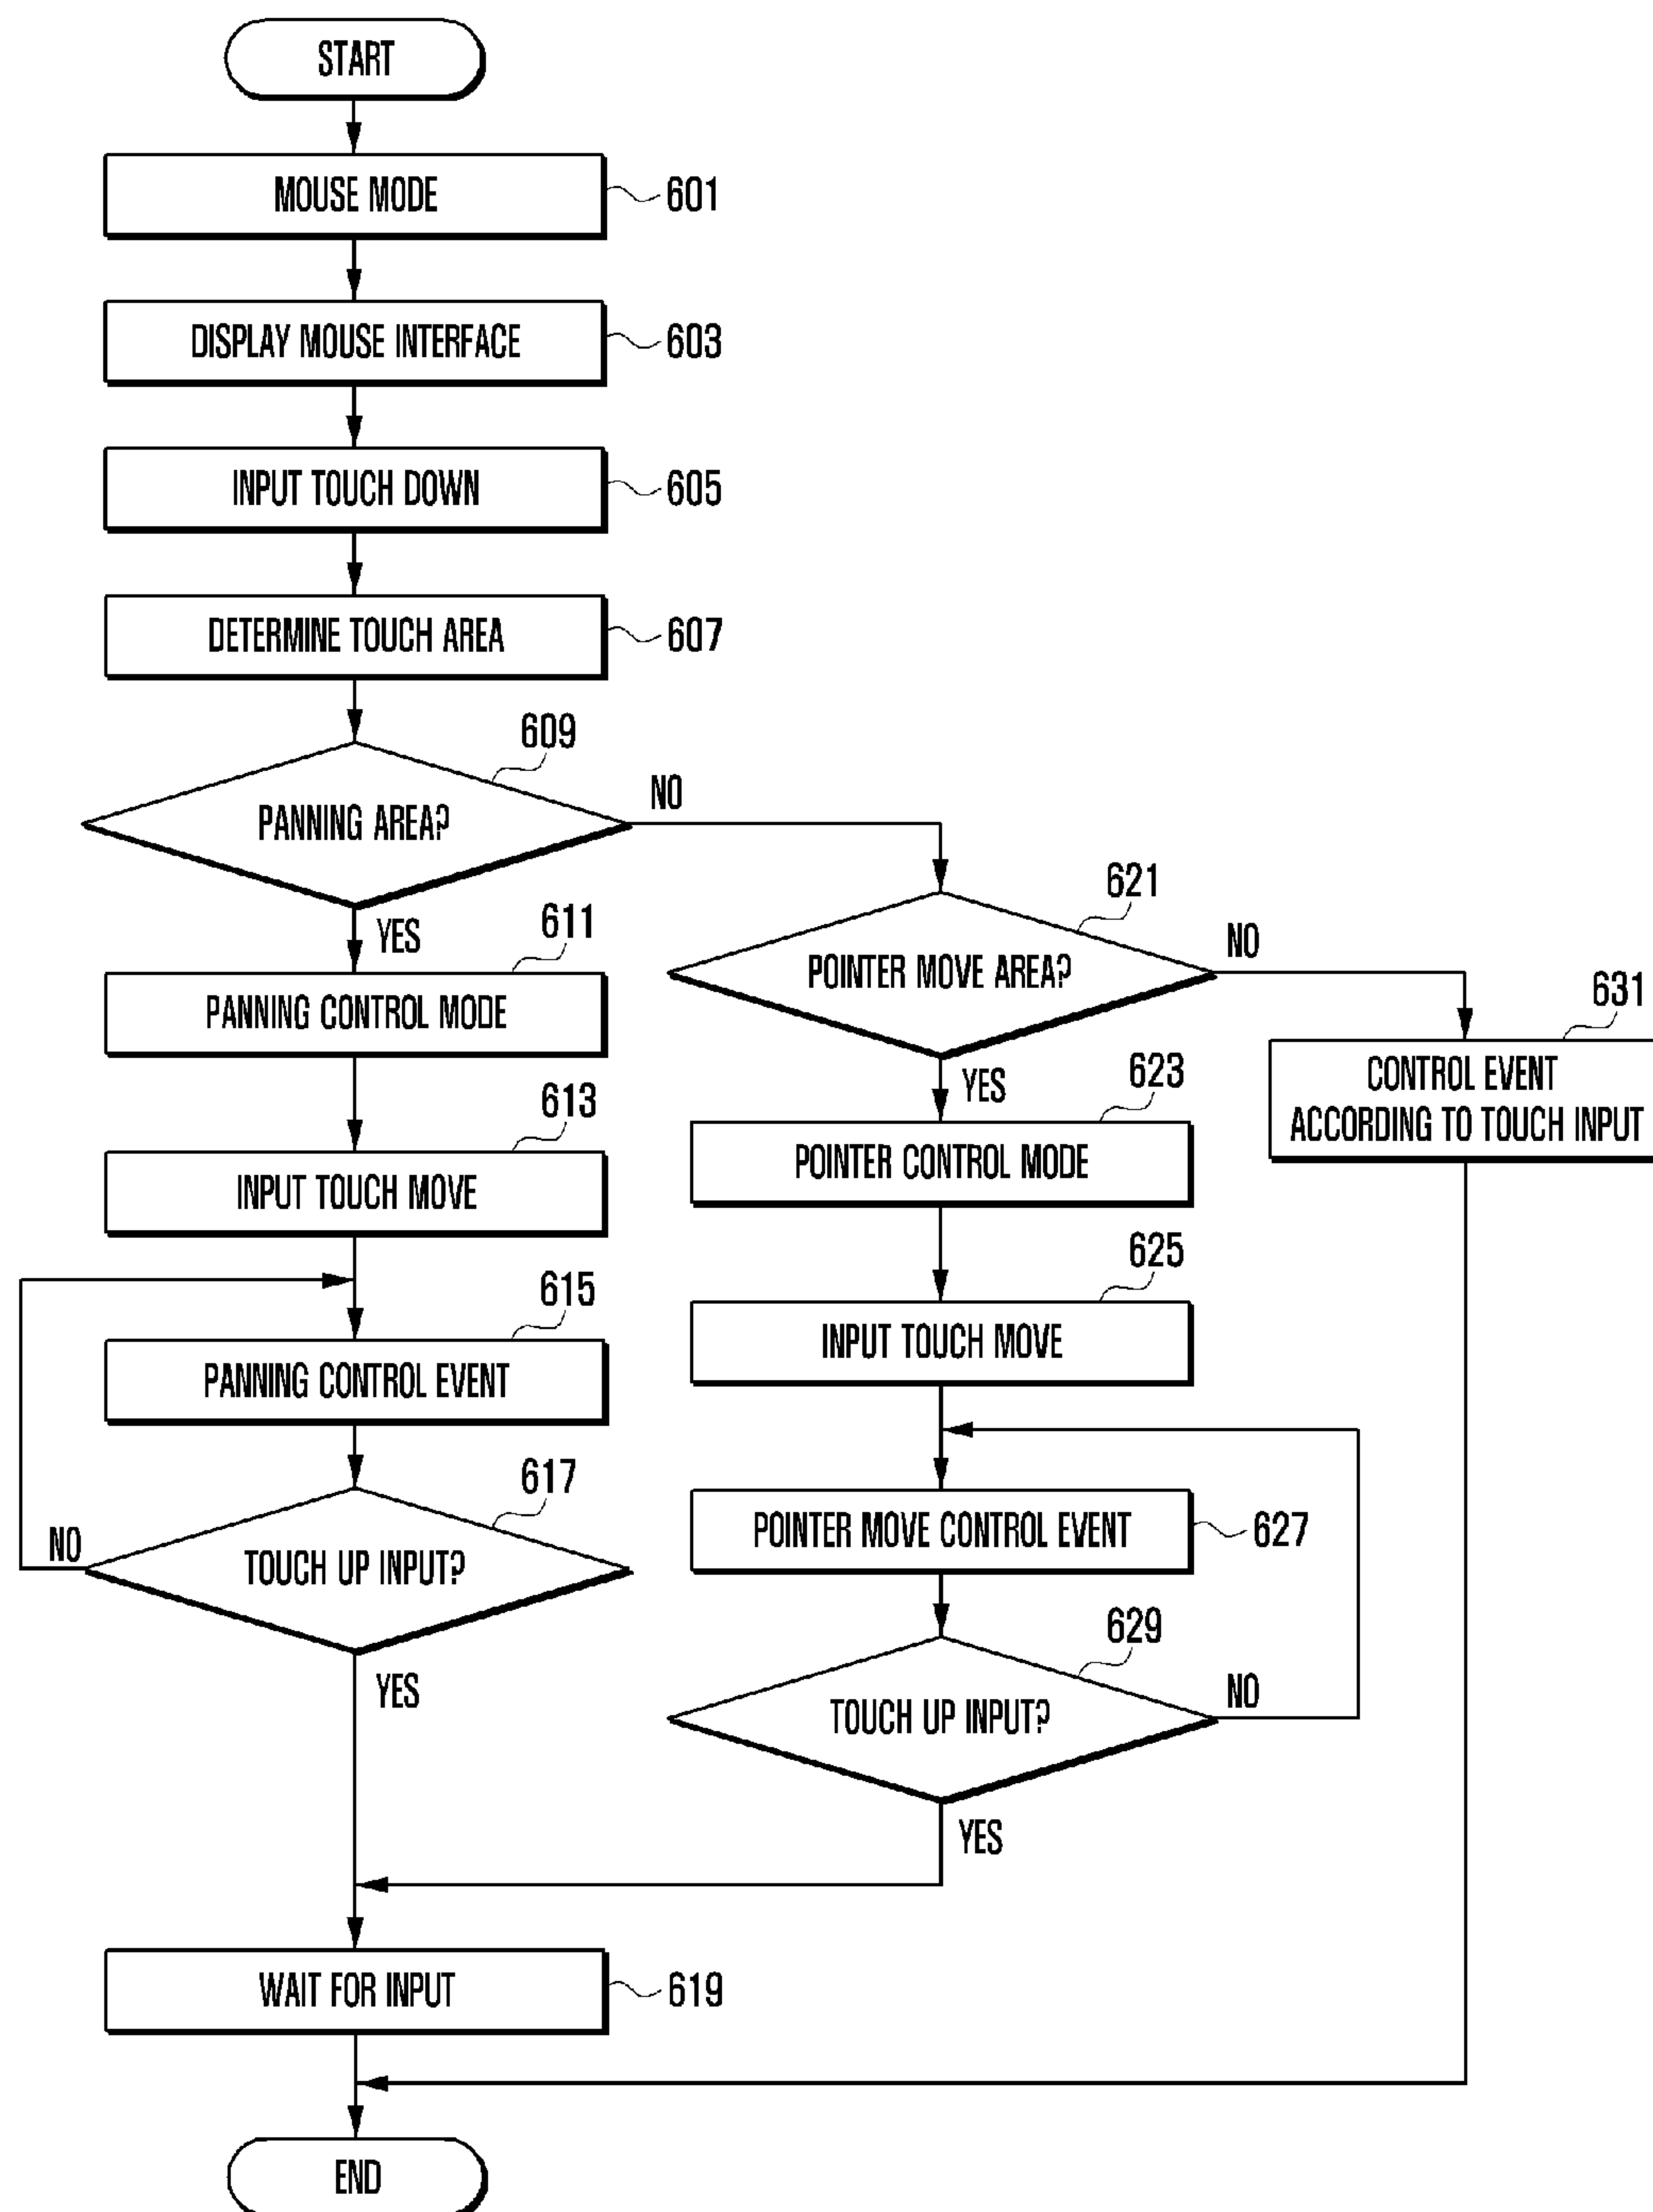 START
MOUSE MODE
601
DISPLAY MOUSE INTERFACE
603
INPUT TOUCH DOWN
605
DETERMINE TOUCH AREA
607
609
PANNING AREA?
NO
YES
611
PANNING CONTROL MODE
613
INPUT TOUCH MOVE
615
PANNING CONTROL EVENT
617
TOUCH UP INPUT?
NO
YES
621
POINTER MOVE AREA?
NO
YES
623
POINTER CONTROL MODE
625
INPUT TOUCH MOVE
POINTER MOVE CONTROL EVENT
627
629
TOUCH UP INPUT?
NO
YES
631
CONTROL EVENT
ACCORDING TO TOUCH INPUT
WAIT FOR INPUT
619
END